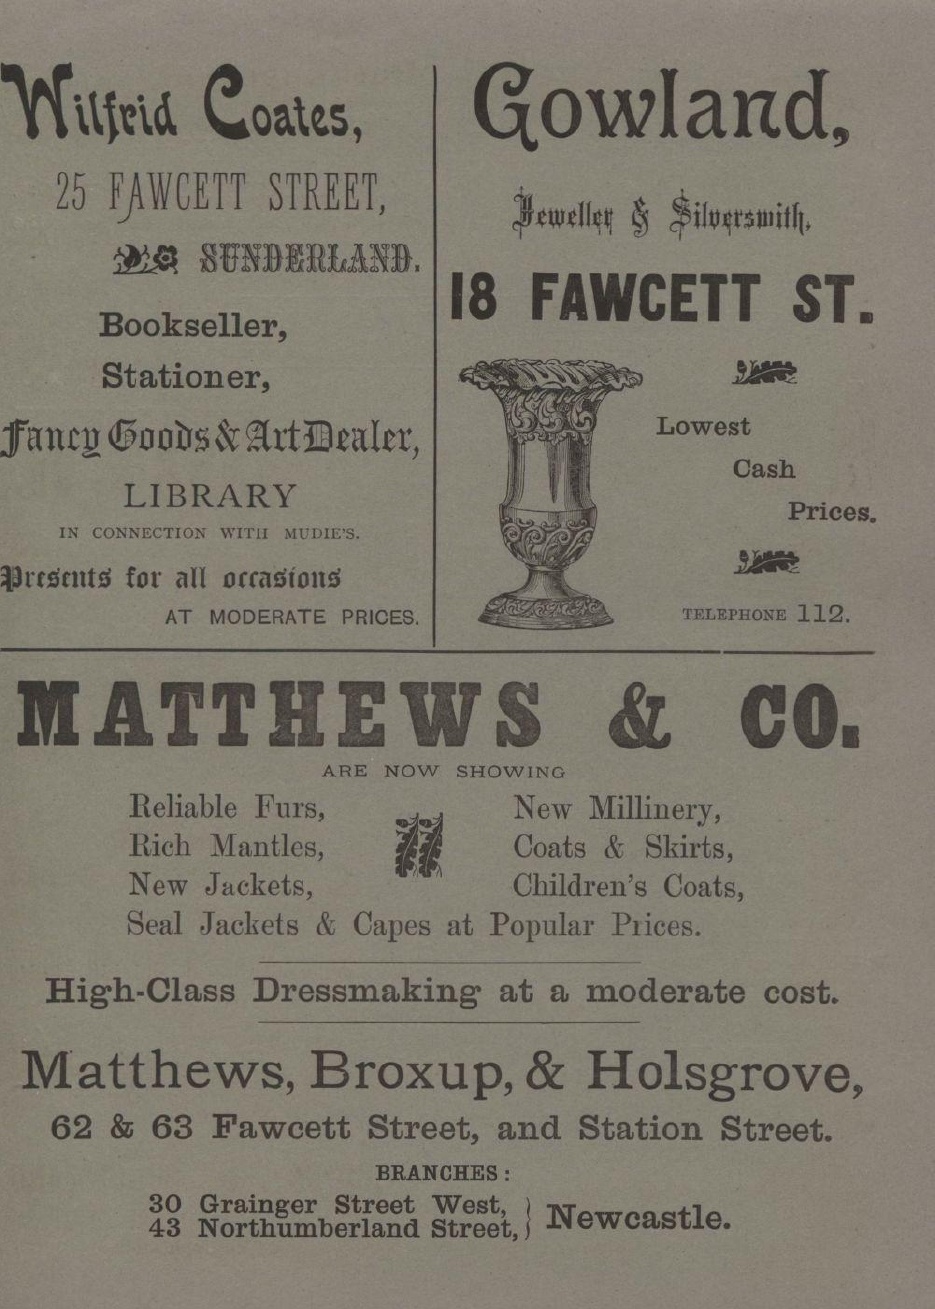 Wilfrid Coates,
25 FAWCETT STREET,
SUNDERLAND.
Bookseller,
Stationer,
Fancy Goods & Art Dealer,
LIBRARY
IN CONNECTION WITH MUDIE'S.
Presents for all occasions
AT MODERATE PRICES.
Gowland,
Jeweller & Silversmith,
18 FAWCETT ST.
Lowest
Cash
Prices.
TELEPHONE 112.
MATTHEWS & CO.
ARE NOW SHOWING
Reliable Furs,
Rich Mantles,
New Jackets,
New Millinery,
Coats & Skirts,
Children's Coats,
Seal Jackets & Capes at Popular Prices.
High-Class Dressmaking at a moderate cost.
Matthews, Broxup, & Holsgrove,
62 & 63 Fawcett Street, and Station Street.
BRANCHES:
30 Grainger Street West,
43 Northumberland Street, } Newcastle.